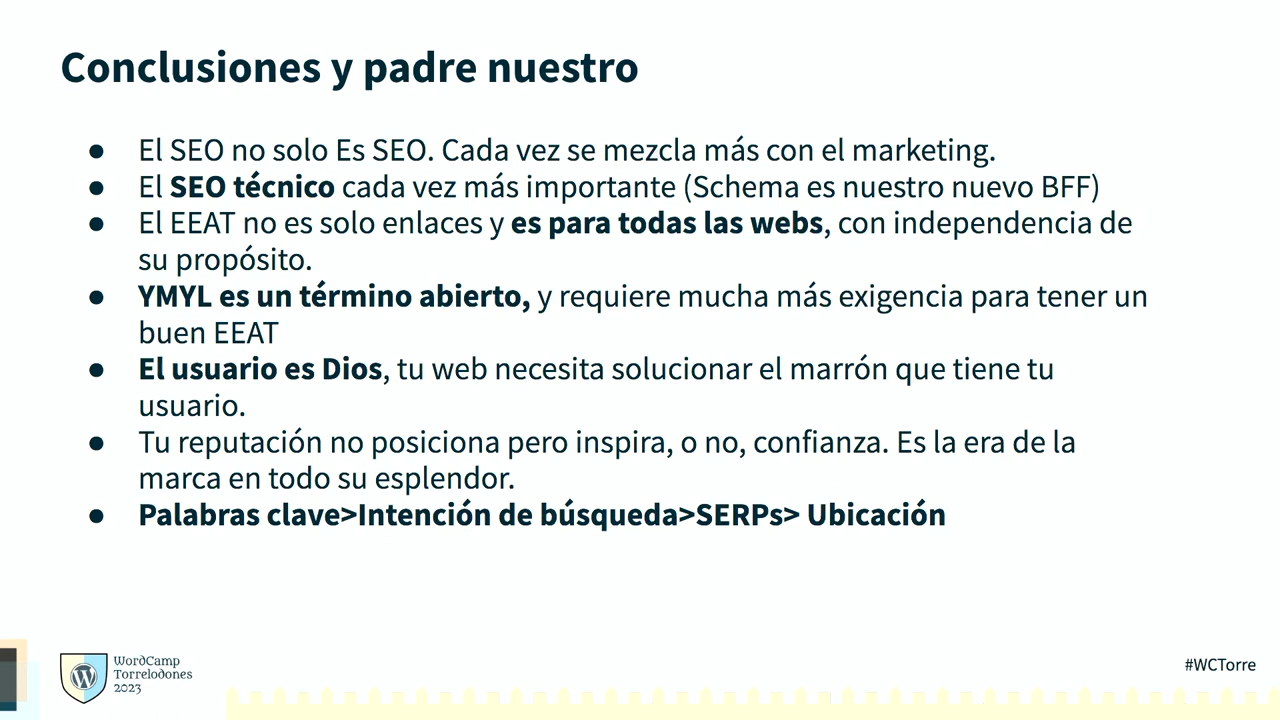 Conclusiones y padre nuestro
● El SEO no solo Es SEO. Cada vez se mezcla más con el marketing.
● El SEO técnico cada vez más importante (Schema es nuestro nuevo BFF)
● El EEAT no es solo enlaces y es para todas las webs, con independencia de
su propósito.
● YMYL es un término abierto, y requiere mucha más exigencia para tener un
buen EEAT
● El usuario es Dios, tu web necesita solucionar el marrón que tiene tu
usuario.
● Tu reputación no posiciona pero inspira, o no, confianza. Es la era de la
marca en todo su esplendor.
● Palabras clave>Intención de búsqueda>SERPs> Ubicación
WordCamp
Torrelodones
2023
#WCTorre